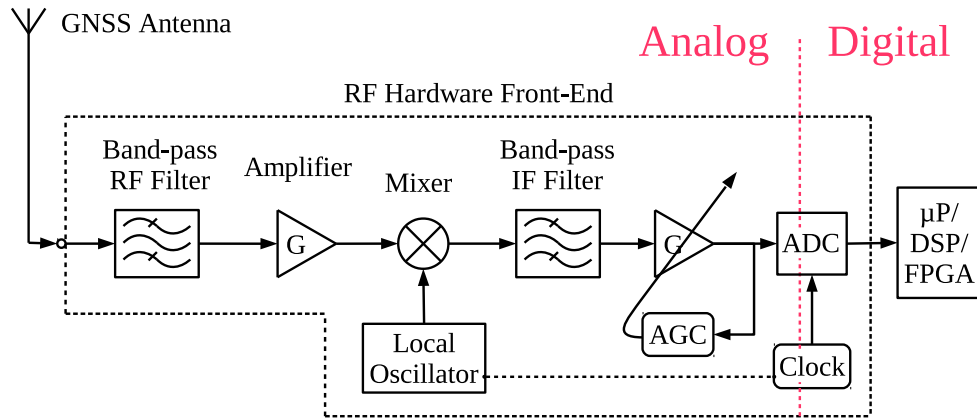 GNSS Antenna
Analog
Digital
RF Hardware Front-End
Band-pass
RF Filter
Amplifier
Mixer
Band-pass
IF Filter
G
G
ADC
µP/
DSP/
FPGA
AGC
Local
Oscillator
Clock